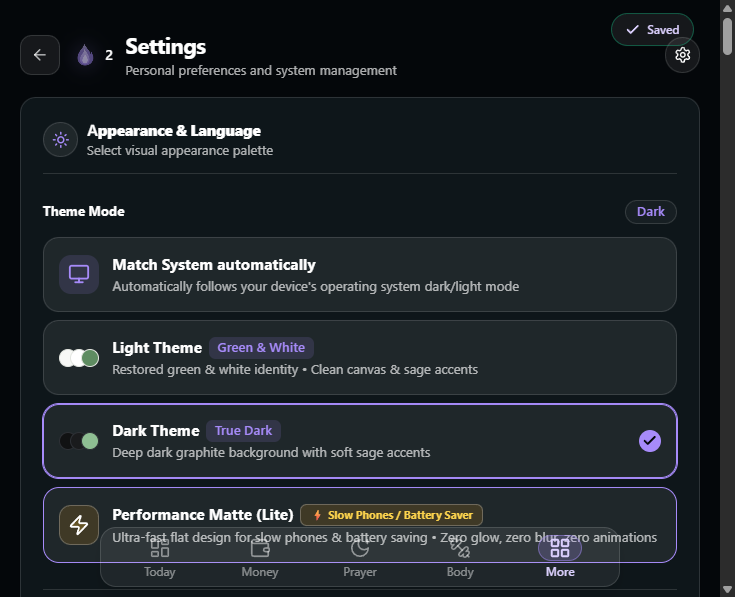 Saved
2
Settings
Personal preferences and system management
Appearance & Language
Select visual appearance palette
Theme Mode
Dark
Match System automatically
Automatically follows your device's operating system dark/light mode
Light Theme
Green & White
Restored green & white identity • Clean canvas & sage accents
Dark Theme
True Dark
Deep dark graphite background with soft sage accents
Performance Matte (Lite)
Slow Phones / Battery Saver
Ultra-fast flat design for slow phones & battery saving • Zero glow, zero blur, zero animations
Today
Money
Prayer
Body
More